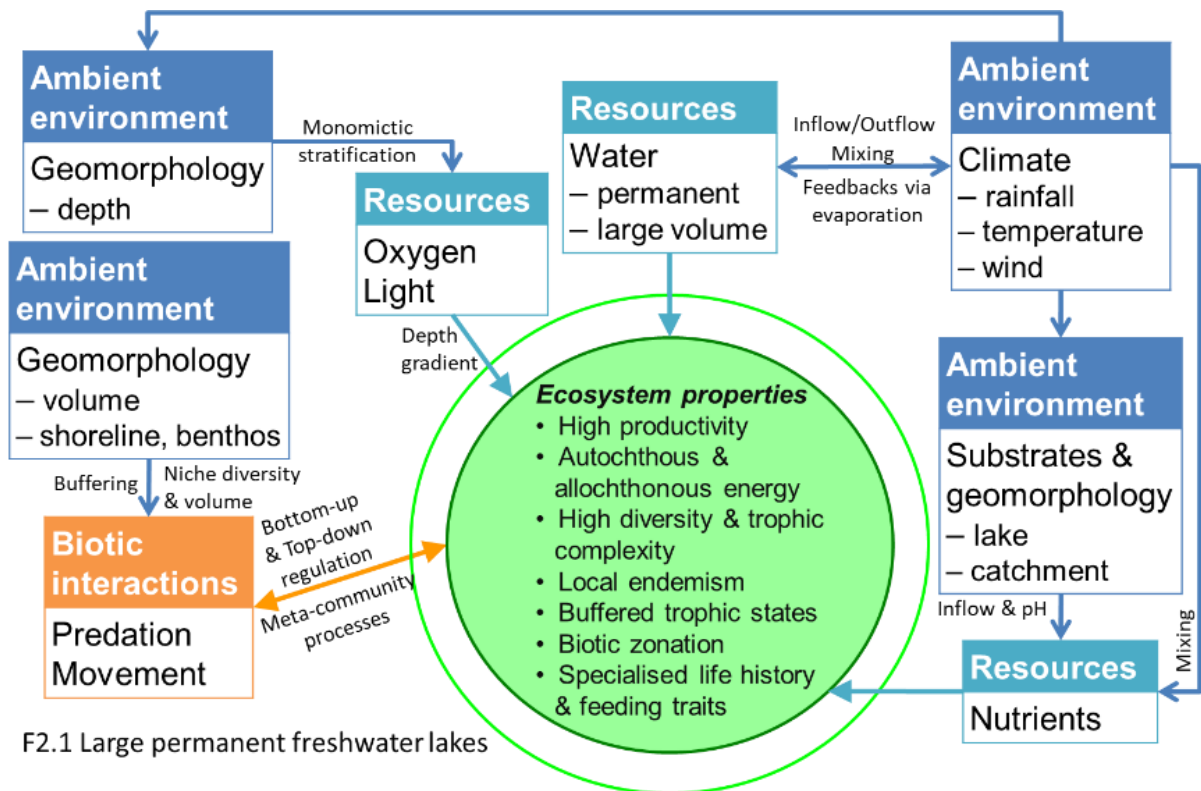 Ambient
environment
Geomorphology
– depth
Monomictic
stratification
Resources
Oxygen
Light
Depth
gradient
Resources
Water
– permanent
– large volume
Inflow/Outflow
Mixing
Feedbacks via
evaporation
Ambient
environment
Climate
– rainfall
– temperature
– wind
Ambient
environment
Geomorphology
– volume
– shoreline, benthos
Buffering
Niche diversity
& volume
Biotic
interactions
Predation
Movement
Bottom-up
& Top-down
regulation
Meta-community
processes
Ecosystem properties
• High productivity
• Autochthous &
allochthonous energy
• High diversity & trophic
complexity
• Local endemism
• Buffered trophic states
• Biotic zonation
• Specialised life history
& feeding traits
Ambient
environment
Substrates &
geomorphology
– lake
– catchment
Inflow & pH
Mixing
Resources
Nutrients
F2.1 Large permanent freshwater lakes